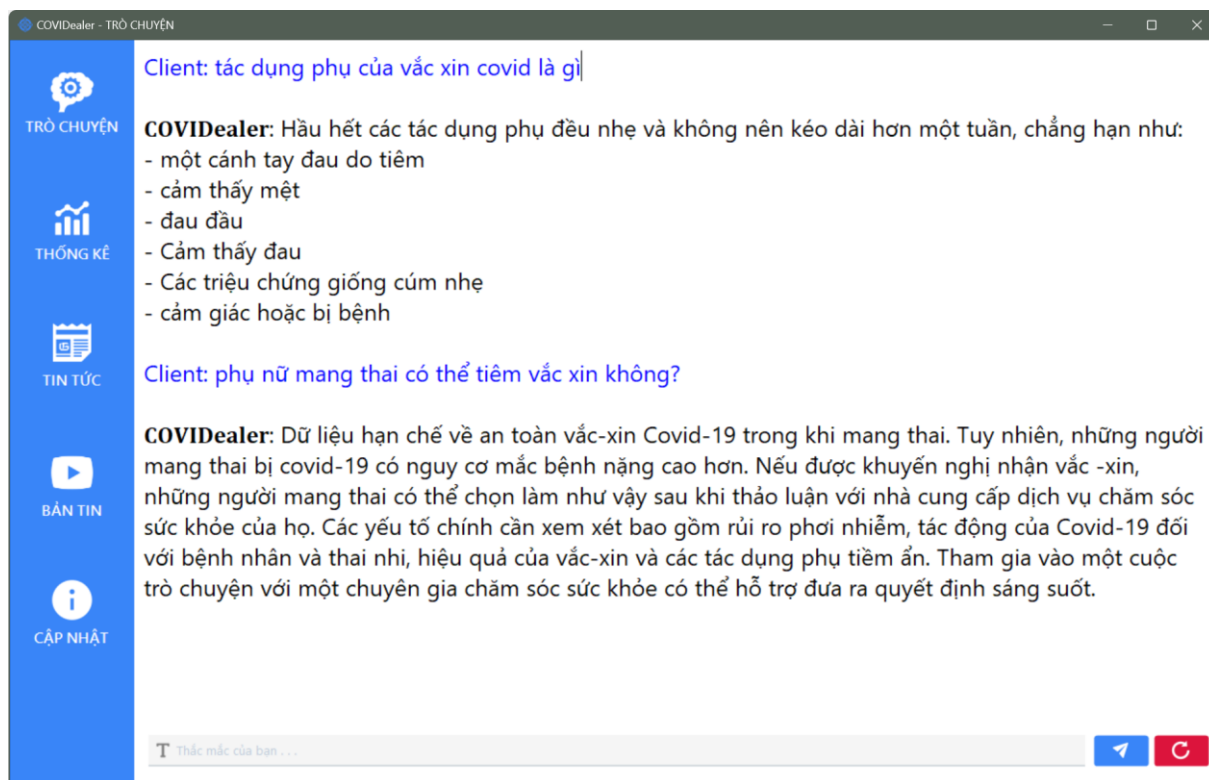 COVIDealer - TRÒ CHUYỆN
TRÒ CHUYỆN
THỐNG KÊ
TIN TỨC
BẢN TIN
CẬP NHẬT
Client: tác dụng phụ của vắc xin covid là gì
COVIDealer: Hầu hết các tác dụng phụ đều nhẹ và không nên kéo dài hơn một tuần, chẳng hạn như:
- một cánh tay đau do tiêm
- cảm thấy mệt
- đau đầu
- Cảm thấy đau
- Các triệu chứng giống cúm nhẹ
- cảm giác hoặc bị bệnh
Client: phụ nữ mang thai có thể tiêm vắc xin không?
COVIDealer: Dữ liệu hạn chế về an toàn vắc-xin Covid-19 trong khi mang thai. Tuy nhiên, những người
mang thai bị covid-19 có nguy cơ mắc bệnh nặng cao hơn. Nếu được khuyến nghị nhận vắc -xin,
những người mang thai có thể chọn làm như vậy sau khi thảo luận với nhà cung cấp dịch vụ chăm sóc
sức khỏe của họ. Các yếu tố chính cần xem xét bao gồm rủi ro phơi nhiễm, tác động của Covid-19 đối
với bệnh nhân và thai nhi, hiệu quả của vắc-xin và các tác dụng phụ tiềm ẩn. Tham gia vào một cuộc
trò chuyện với một chuyên gia chăm sóc sức khỏe có thể hỗ trợ đưa ra quyết định sáng suốt.
T Thắc mắc của bạn . . .